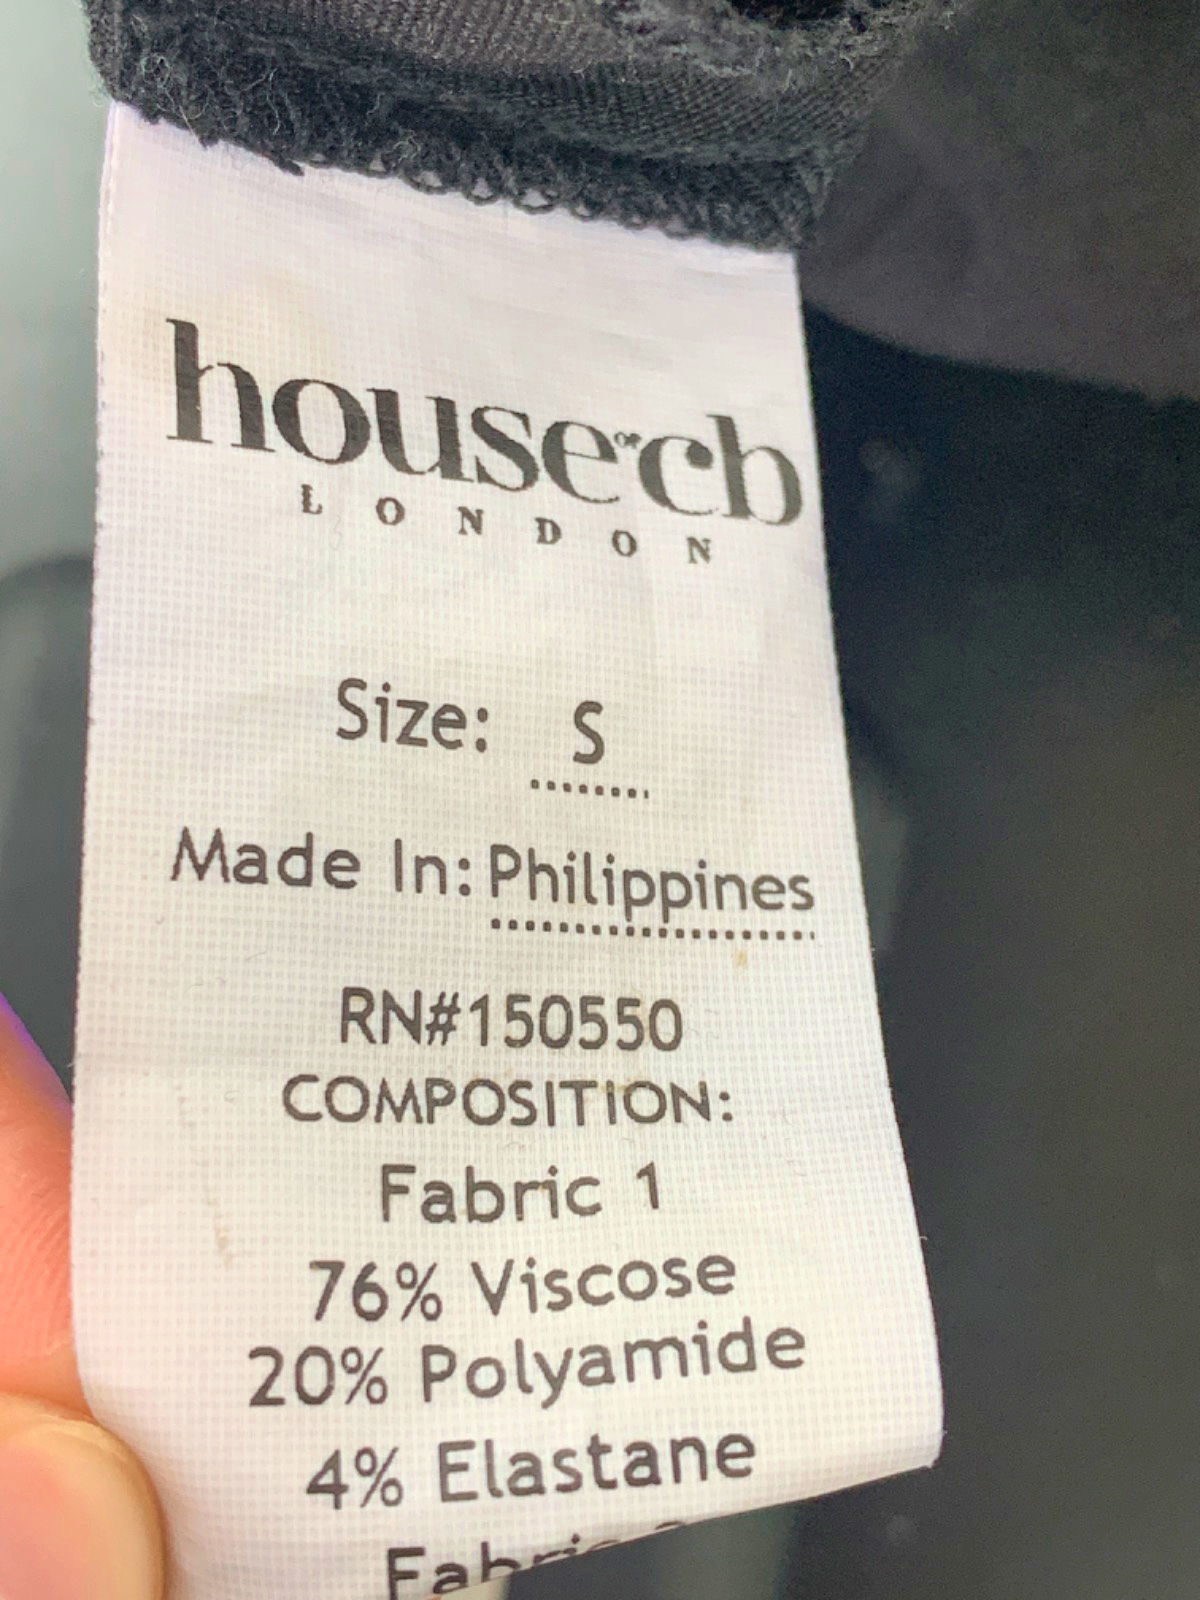 house of cb
LONDON
Size: S
Made In: Philippines
RN#150550
COMPOSITION:
Fabric 1
76% Viscose
20% Polyamide
4% Elastane
Fabric